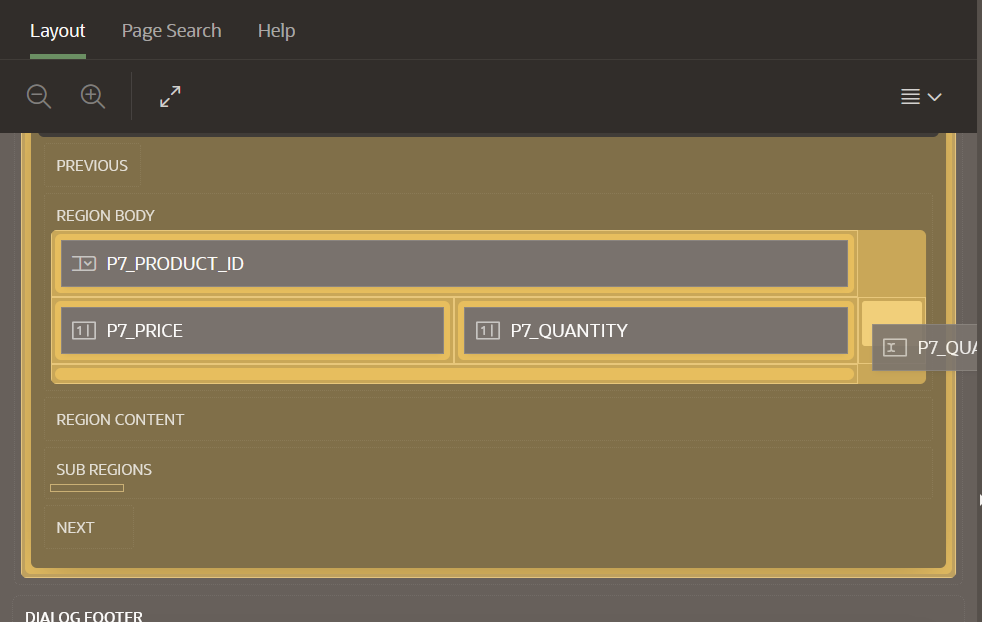 Layout Page Search Help
PREVIOUS
REGION BODY
P7_PRODUCT_ID
P7_PRICE P7_QUANTITY
P7_QUA
REGION CONTENT
SUB REGIONS
NEXT
DIALOG FOOTER